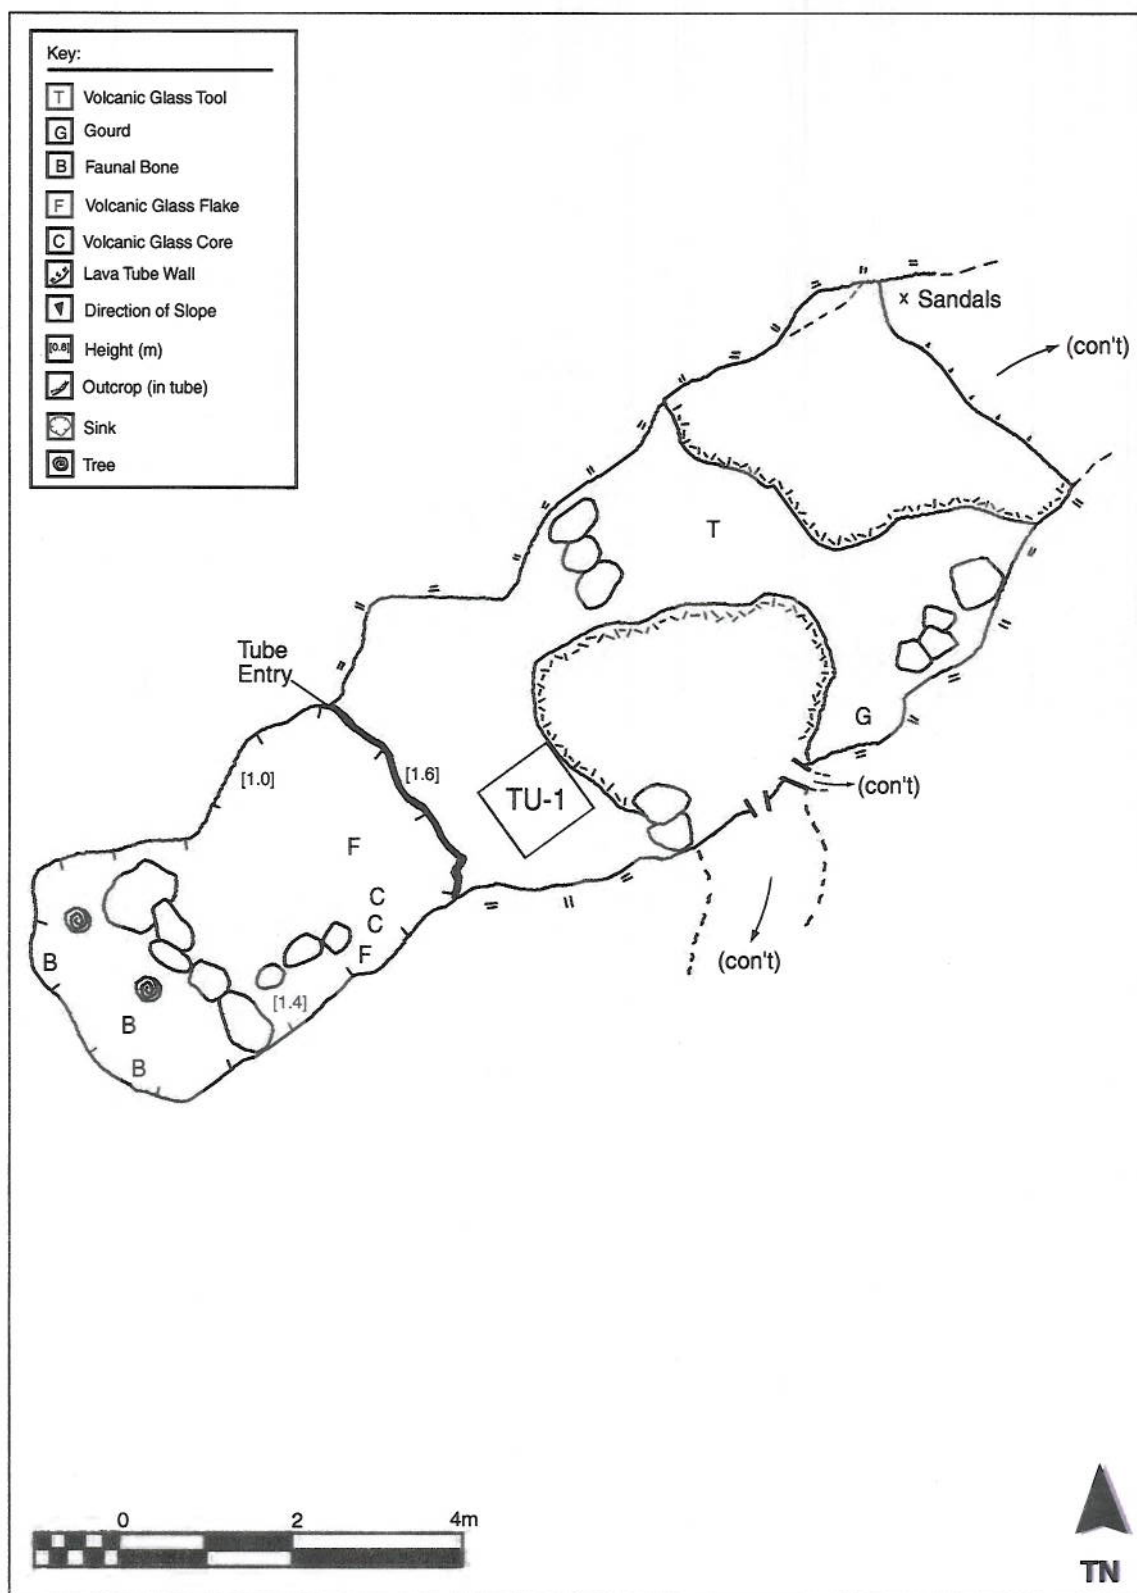 Key:
T Volcanic Glass Tool
G Gourd
B Faunal Bone
F Volcanic Glass Flake
C Volcanic Glass Core
Lava Tube Wall
Direction of Slope
[0.8] Height (m)
Outcrop (in tube)
Sink
Tree
x Sandals
(con't)
T
Tube
Entry
G
[1.0]
[1.6]
TU-1
(con't)
F
C
C
F
B
(con't)
[1.4]
B
B
0 2 4m
TN